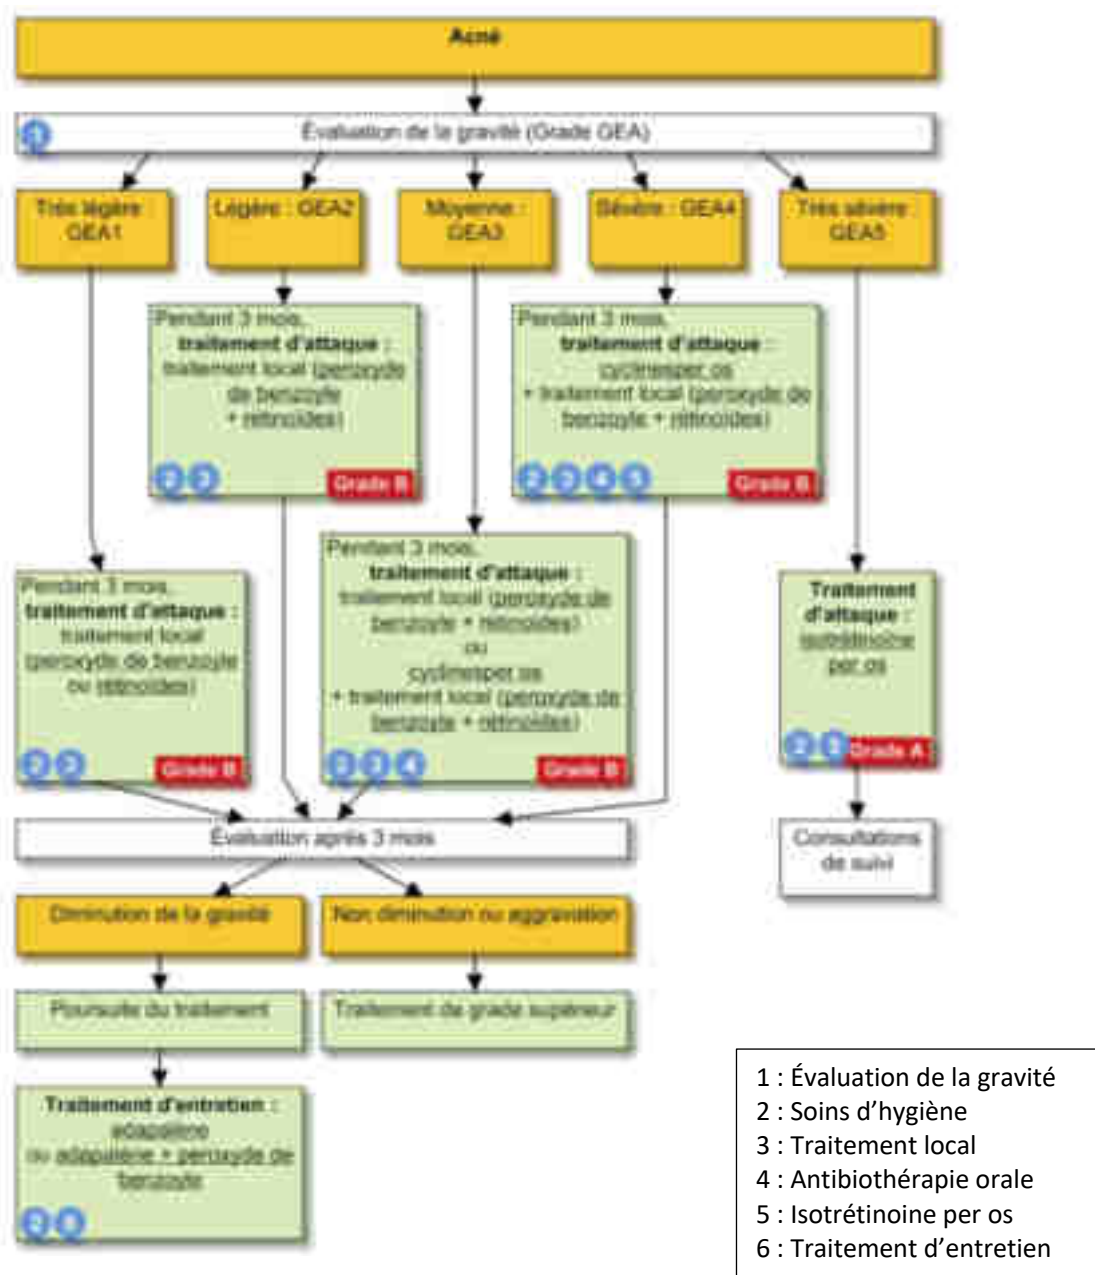 Acné
Évaluation de la gravité (Grade GEA)
1
Très légère :
GEA1
Légère : GEA2
Moyenne :
GEA3
Sévère : GEA4
Très sévère :
GEA5
Pendant 3 mois,
traitement d'attaque :
traitement local (peroxyde
de benzoyle
+ rétinoïdes)
Grade B
Pendant 3 mois,
traitement d'attaque :
cyclinesper os
+ traitement local (peroxyde de
benzoyle + rétinoïdes)
Grade B
Pendant 3 mois,
traitement d'attaque :
traitement local
(peroxyde de benzoyle
ou rétinoïdes)
Grade B
Pendant 3 mois,
traitement d'attaque :
traitement local (peroxyde de
benzoyle + rétinoïdes)
ou
cyclinesper os
+ traitement local (peroxyde de
benzoyle + rétinoïdes)
Grade B
Traitement
d'attaque :
isotrétinoïne
per os
Grade A
Évaluation après 3 mois
Consultations
de suivi
Diminution de la gravité
Non diminution ou aggravation
Poursuite du traitement
Traitement de grade supérieur
Traitement d'entretien :
adapalène
ou adapalène + peroxyde de
benzoyle
1 : Évaluation de la gravité
2 : Soins d’hygiène
3 : Traitement local
4 : Antibiothérapie orale
5 : Isotrétinoine per os
6 : Traitement d’entretien